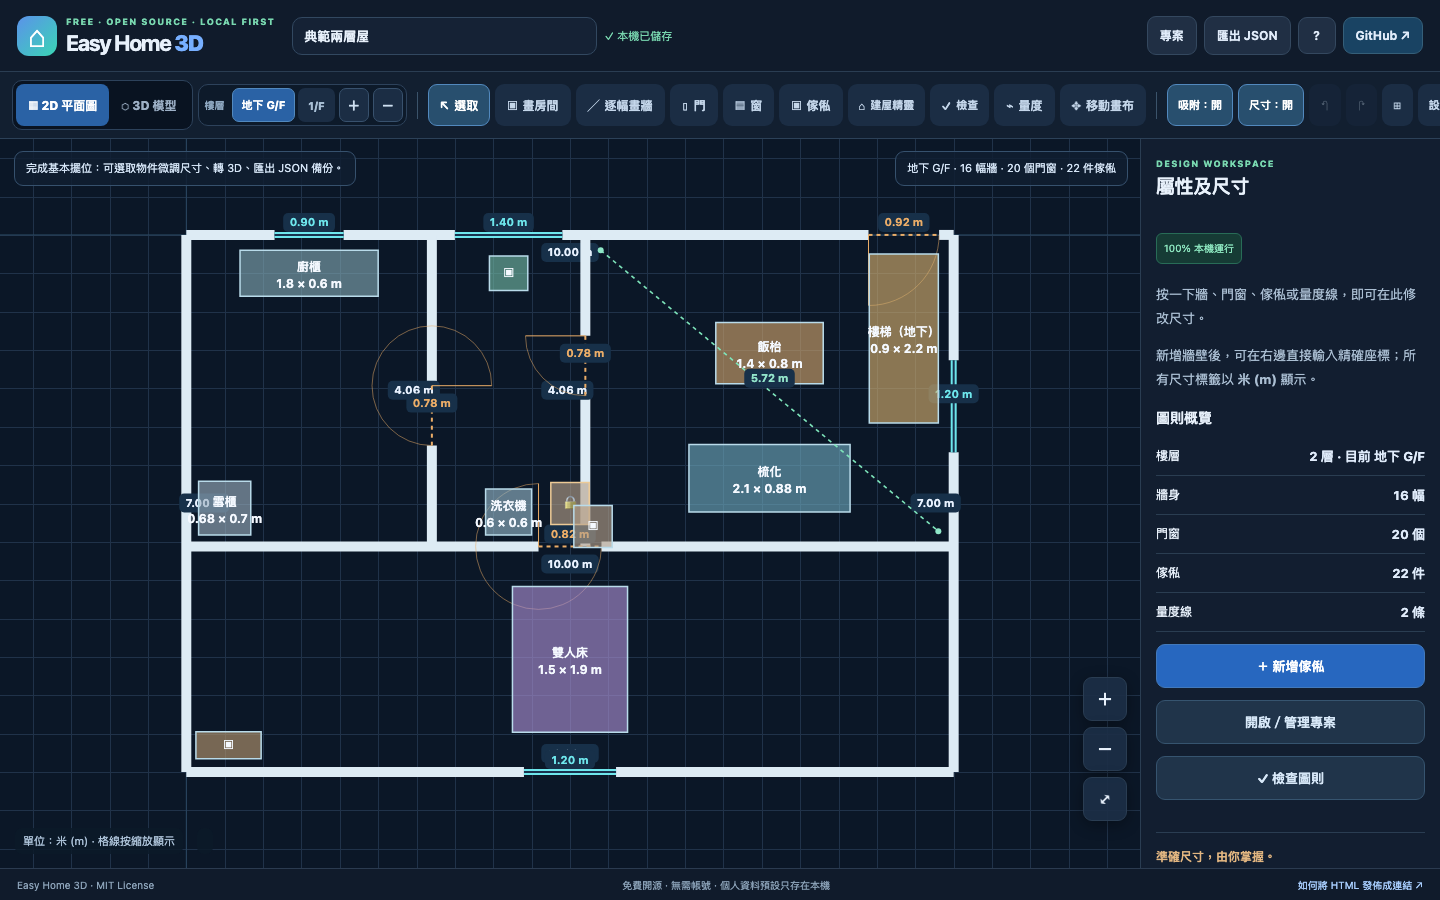 FREE · OPEN SOURCE · LOCAL FIRST
Easy Home 3D
典範兩層屋
✓ 本機已儲存
專案
匯出 JSON
?
GitHub ↗
2D 平面圖
3D 模型
樓層
地下 G/F
1/F
+
−
選取
畫房間
逐幅畫牆
門
窗
傢俬
建屋精靈
✓ 檢查
量度
移動畫布
吸附：開
尺寸：開
設
完成基本擺位：可選取物件微調尺寸、轉 3D、匯出 JSON 備份。
地下 G/F · 16 幅牆 · 20 個門窗 · 22 件傢俬
0.90 m
1.40 m
0.92 m
10.00
廚櫃
1.8 × 0.6 m
樓梯（地下）
0.9 × 2.2 m
飯枱
1.4 × 0.8 m
0.78 m
5.72 m
4.06 m
0.78 m
4.06 m
1.20 m
梳化
2.1 × 0.88 m
7.00
雪櫃
0.68 × 0.7 m
洗衣機
0.6 × 0.6 m
0.82 m
7.00 m
10.00 m
雙人床
1.5 × 1.9 m
1.20 m
+
−
單位：米 (m) · 格線按縮放顯示
DESIGN WORKSPACE
屬性及尺寸
100% 本機運行
按一下牆、門窗、傢俬或量度線，即可在此修
改尺寸。
新增牆壁後，可在右邊直接輸入精確座標；所
有尺寸標籤以 米 (m) 顯示。
圖則概覽
樓層 2 層 · 目前 地下 G/F
牆身 16 幅
門窗 20 個
傢俬 22 件
量度線 2 條
+ 新增傢俬
開啟 / 管理專案
✓ 檢查圖則
準確尺寸，由你掌握。
Easy Home 3D · MIT License
免費開源 · 無需帳號 · 個人資料預設只存在本機
如何將 HTML 發佈成連結 ↗